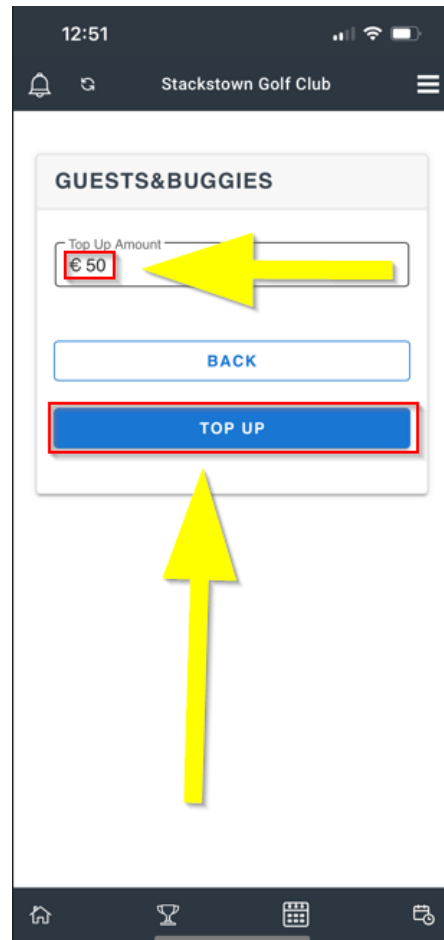 12:51
Stackstown Golf Club
GUESTS&BUGGIES
Top Up Amount
€ 50
BACK
TOP UP